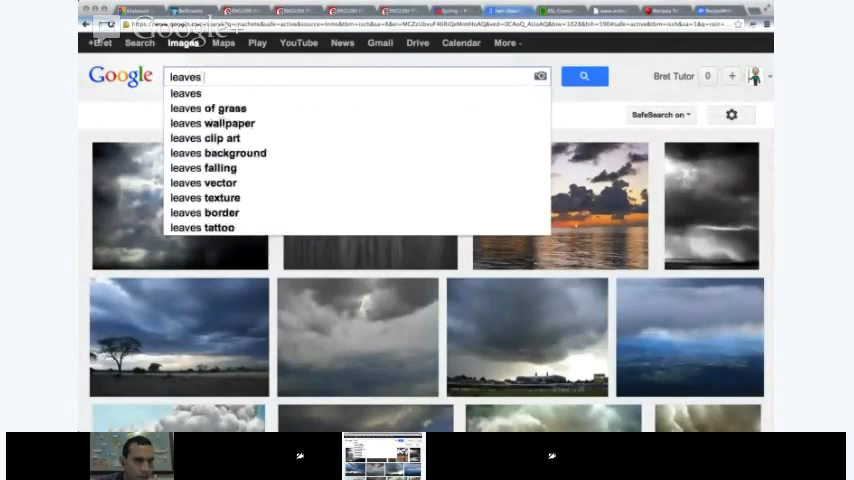 Google+
+Bret Search Images Maps Play YouTube News Gmail Drive Calendar More
Google
leaves
Bret Tutor 0 +
leaves
leaves of grass
leaves wallpaper
leaves clip art
leaves background
leaves falling
leaves vector
leaves texture
leaves border
leaves tattoo
SafeSearch on